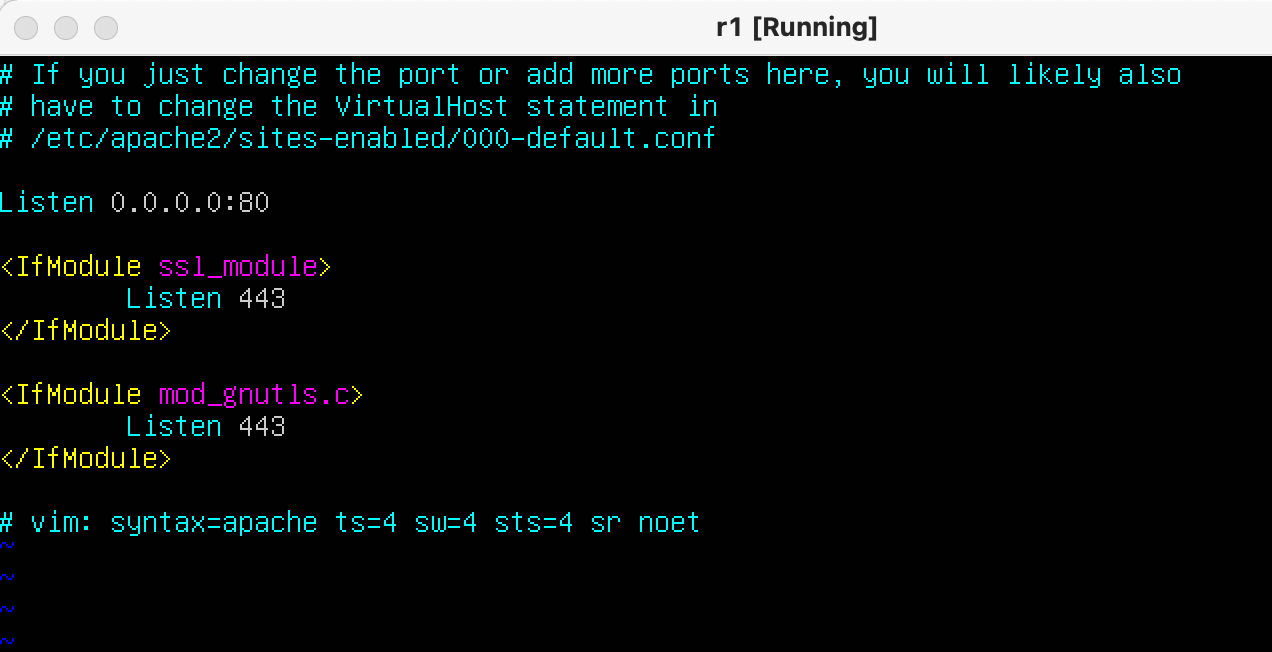 r1 [Running]
# If you just change the port or add more ports here, you will likely also
# have to change the VirtualHost statement in
# /etc/apache2/sites-enabled/000-default.conf
Listen 0.0.0.0:80
<IfModule ssl_module>
Listen 443
</IfModule>
<IfModule mod_gnutls.c>
Listen 443
</IfModule>
# vim: syntax=apache ts=4 sw=4 sts=4 sr noet
~
~
~
~